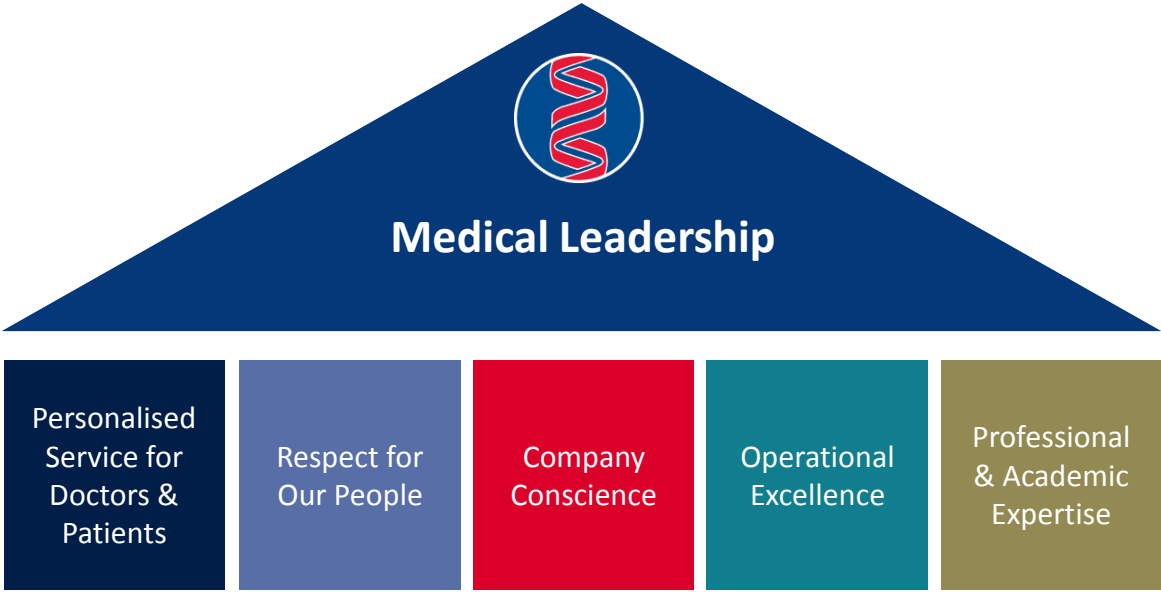 Medical Leadership
Personalised
Service for
Doctors &
Patients
Respect for
Our People
Company
Conscience
Operational
Excellence
Professional
& Academic
Expertise